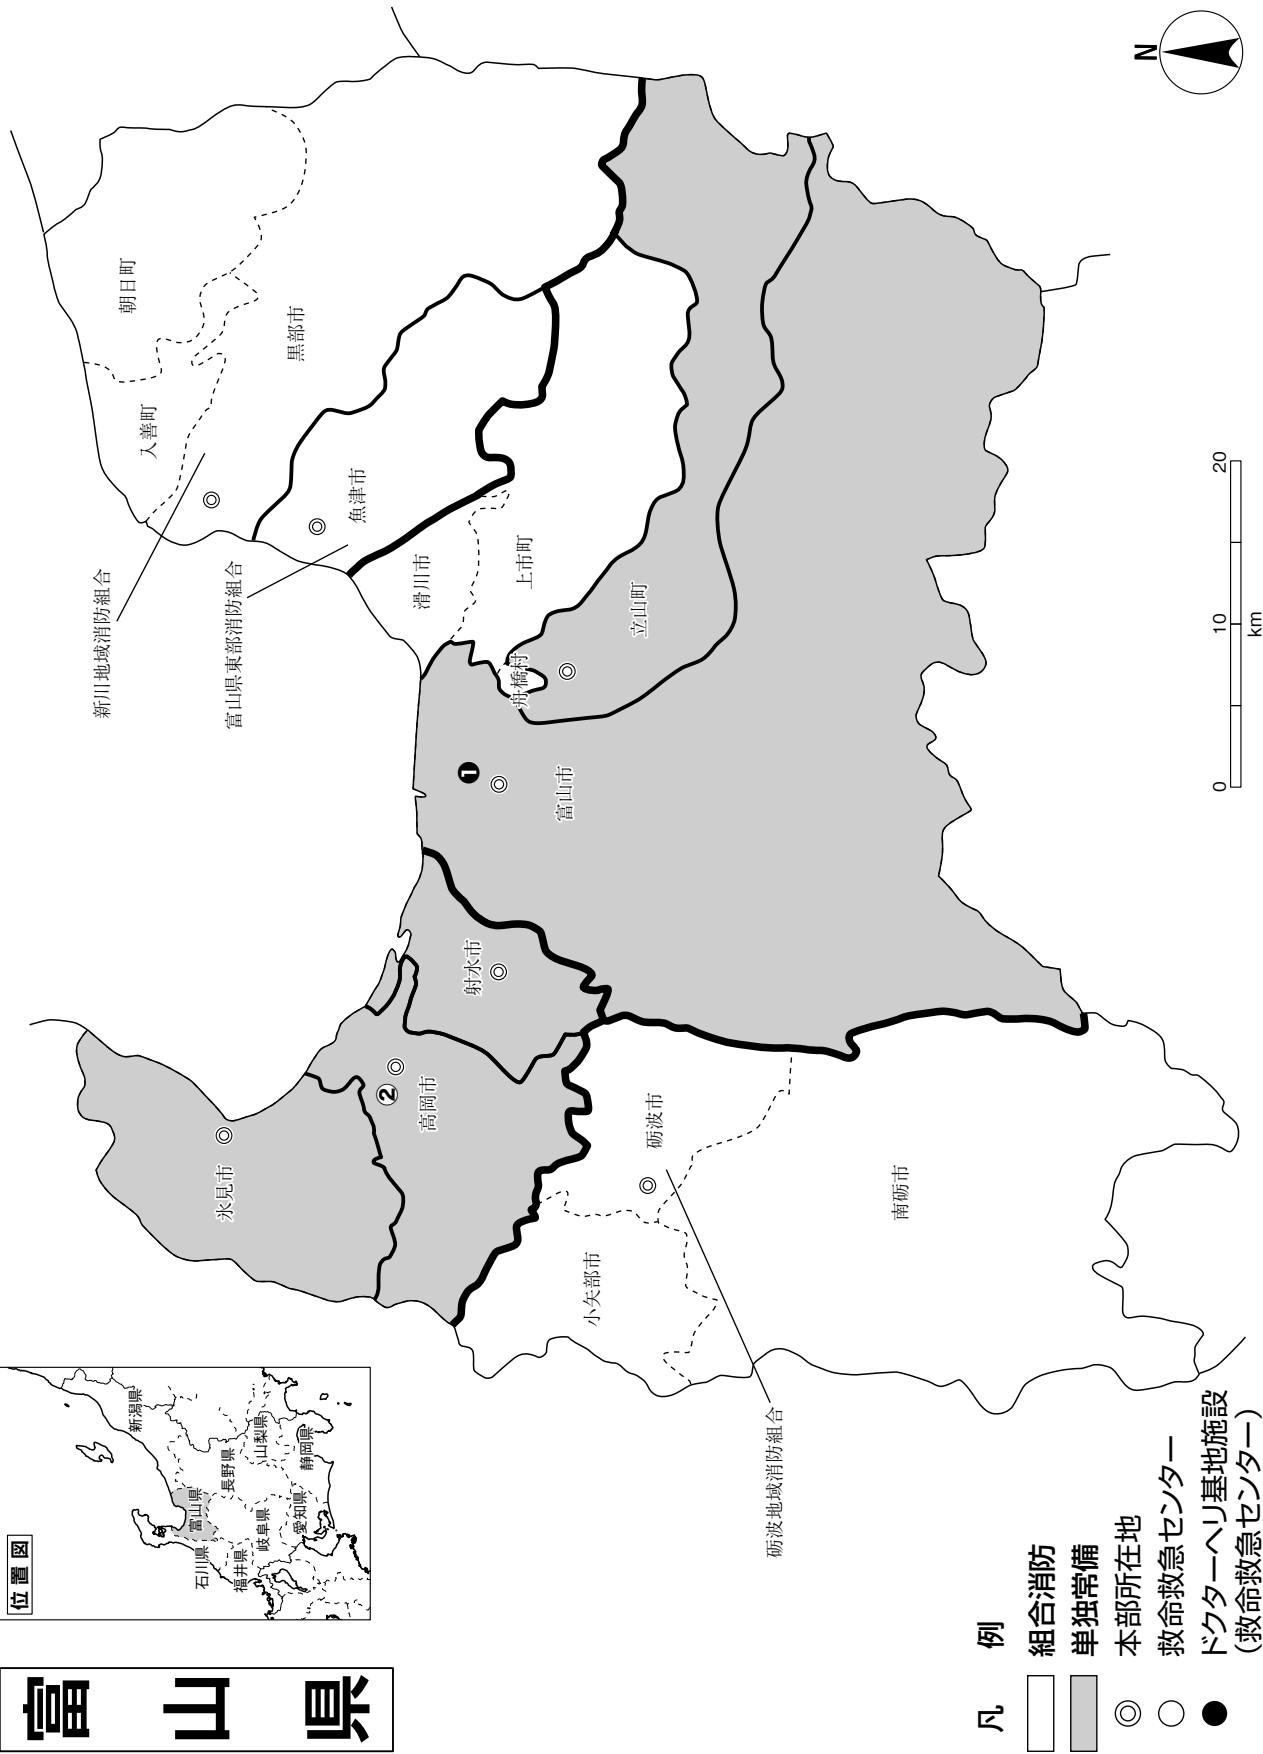 富山県
位置図
新潟県
富山県
石川県
長野県
福井県
岐阜県
山梨県
愛知県
静岡県
朝日町
入善町
黒部市
新川地域消防組合
魚津市
富山県東部消防組合
滑川市
上市町
舟橋村
立山町
1
富山市
射水市
2
高岡市
氷見市
砺波市
小矢部市
南砺市
砺波地域消防組合
凡例
組合消防
単独常備
本部所在地
救命救急センター
ドクターヘリ基地施設
（救命救急センター）
0 10 20
km
N